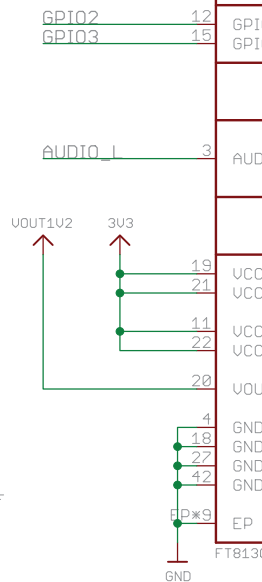 GPIO2 12 GPI
GPIO3 15 GPI
AUDIO_L 3 AUD
VOUT1V2 3V3
19 VCC
21 VCC
11 VCC
22 VCC
20 VOU
4 GND
18 GND
27 GND
42 GND
EP*9 EP
FT813
GND